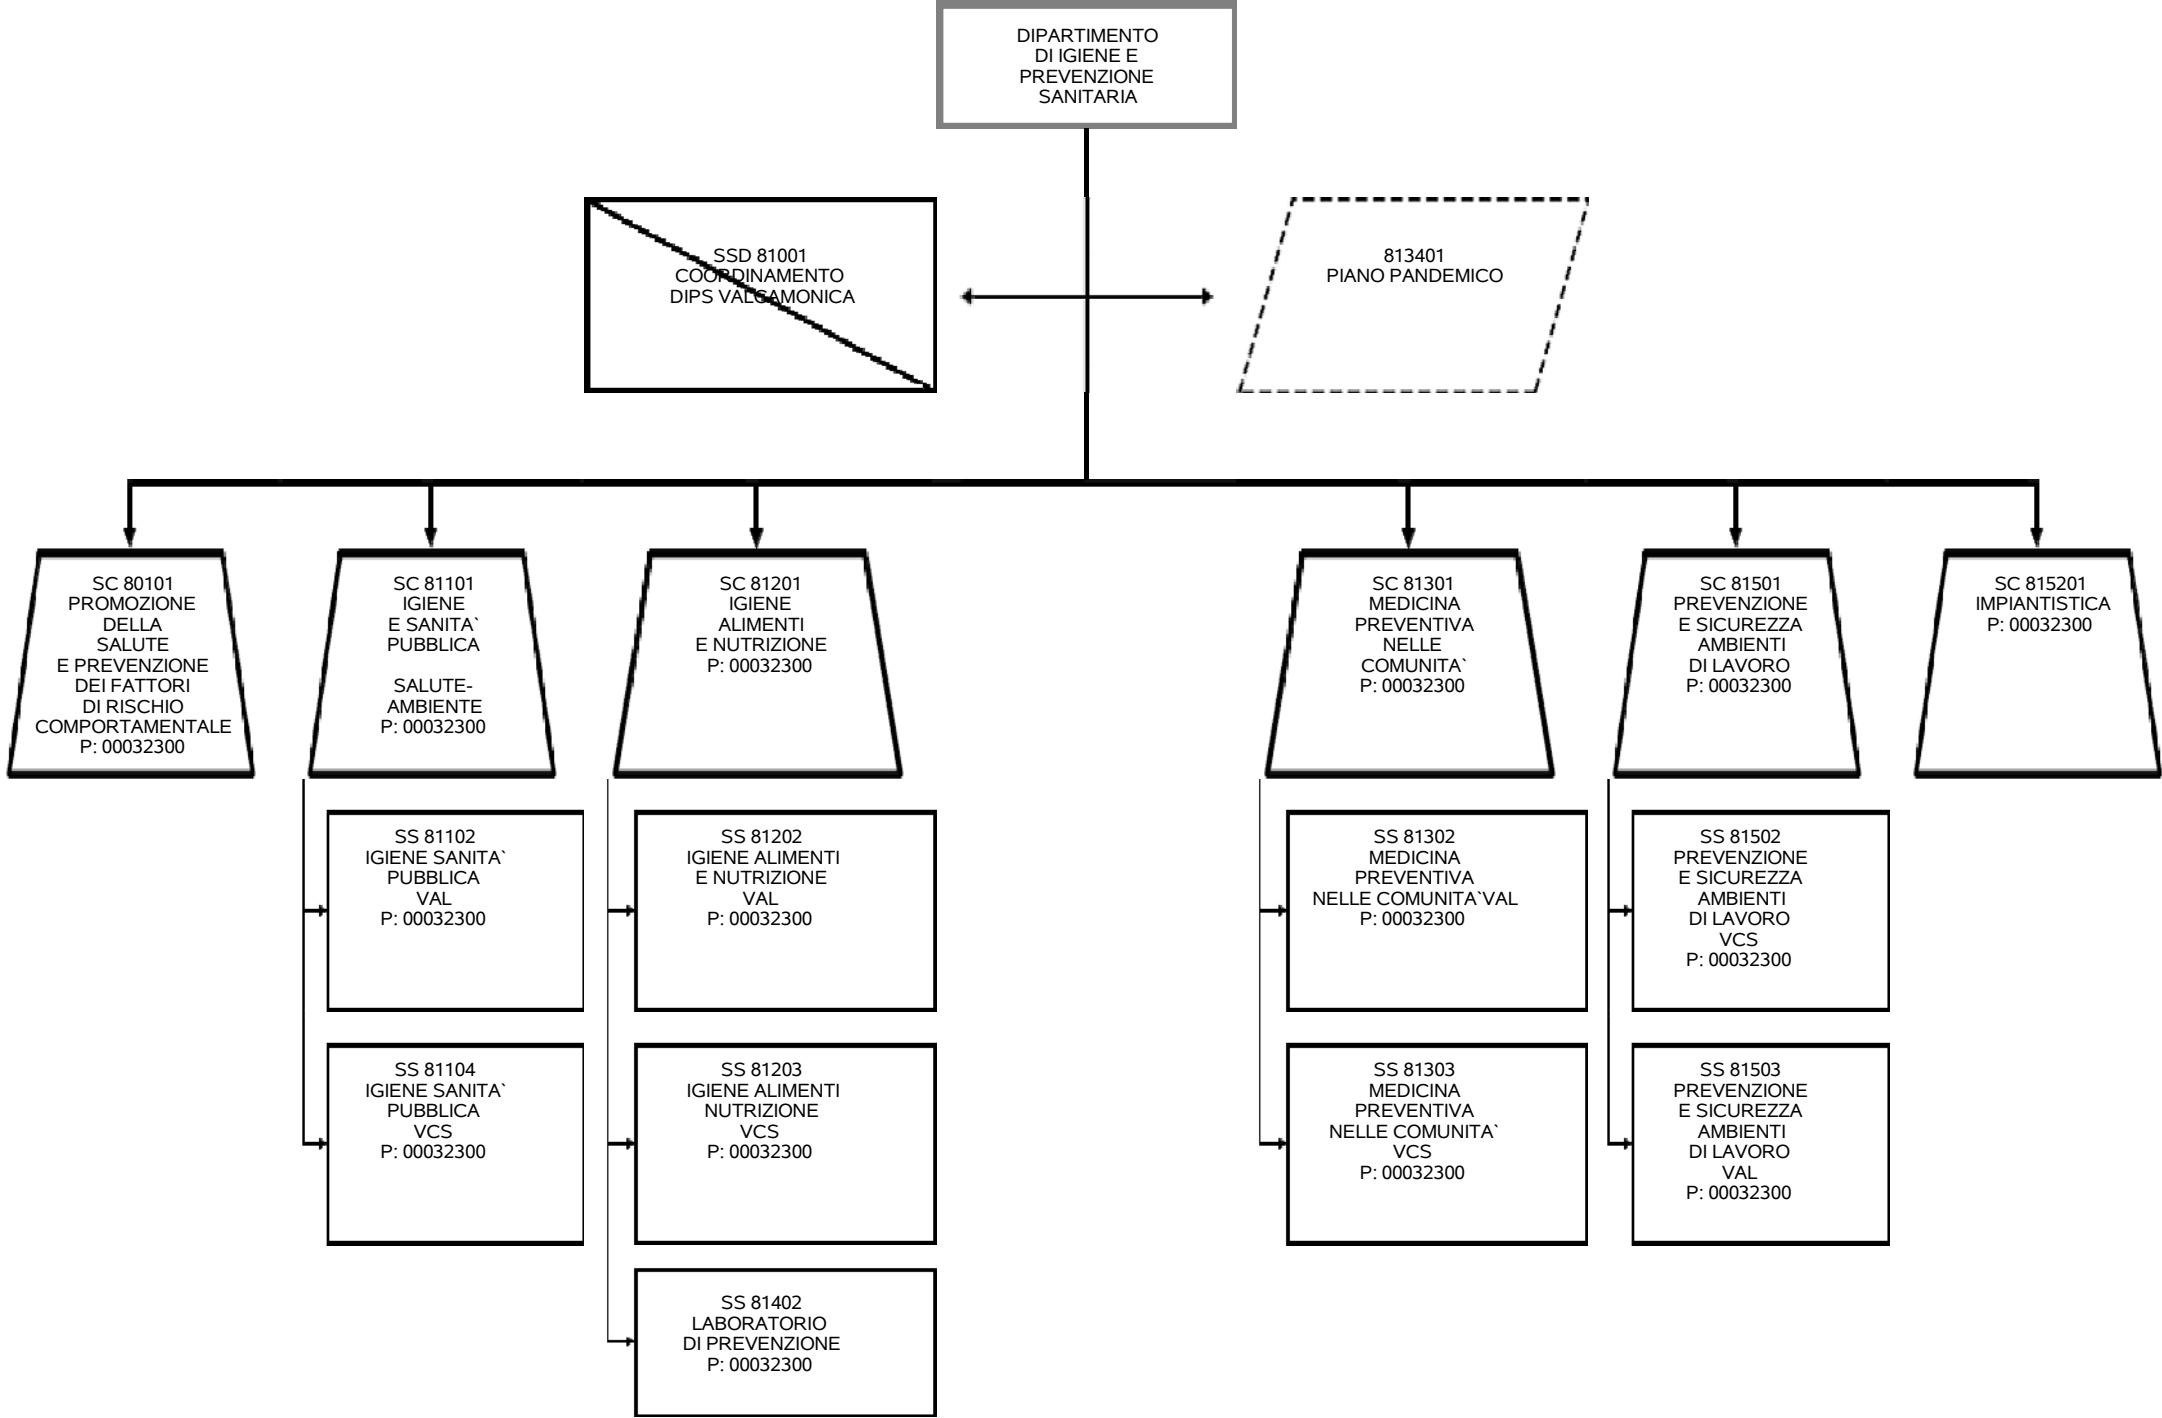 DIPARTIMENTO
DI IGIENE E
PREVENZIONE
SANITARIA
SSD 81001
COORDINAMENTO
DIPS VALCAMONICA
813401
PIANO PANDEMICO
SC 80101
PROMOZIONE
DELLA
SALUTE
E PREVENZIONE
DEI FATTORI
DI RISCHIO
COMPORTAMENTALE
P: 00032300
SC 81101
IGIENE
E SANITA`
PUBBLICA
SALUTE-
AMBIENTE
P: 00032300
SC 81201
IGIENE
ALIMENTI
E NUTRIZIONE
P: 00032300
SC 81301
MEDICINA
PREVENTIVA
NELLE
COMUNITA`
P: 00032300
SC 81501
PREVENZIONE
E SICUREZZA
AMBIENTI
DI LAVORO
P: 00032300
SC 815201
IMPIANTISTICA
P: 00032300
SS 81102
IGIENE SANITA`
PUBBLICA
VAL
P: 00032300
SS 81202
IGIENE ALIMENTI
E NUTRIZIONE
VAL
P: 00032300
SS 81302
MEDICINA
PREVENTIVA
NELLE COMUNITA`VAL
P: 00032300
SS 81502
PREVENZIONE
E SICUREZZA
AMBIENTI
DI LAVORO
VCS
P: 00032300
SS 81104
IGIENE SANITA`
PUBBLICA
VCS
P: 00032300
SS 81203
IGIENE ALIMENTI
NUTRIZIONE
VCS
P: 00032300
SS 81303
MEDICINA
PREVENTIVA
NELLE COMUNITA`
VCS
P: 00032300
SS 81503
PREVENZIONE
E SICUREZZA
AMBIENTI
DI LAVORO
VAL
P: 00032300
SS 81402
LABORATORIO
DI PREVENZIONE
P: 00032300